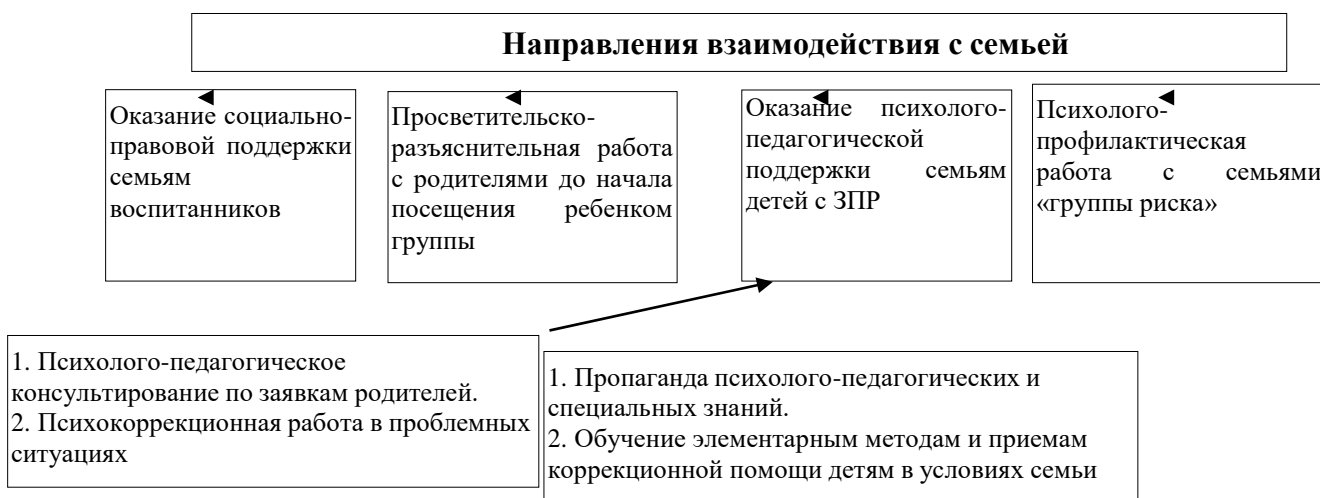 Направления взаимодействия с семьей
Оказание социально-
правовой поддержки
семьям
воспитанников
Просветительско-
разъяснительная работа
с родителями до начала
посещения ребенком
группы
Оказание психолого-
педагогической
поддержки семьям
детей с ЗПР
Психолого-
профилактическая
работа с семьями
«группы риска»
1. Психолого-педагогическое
консультирование по заявкам родителей.
2. Психокоррекционная работа в проблемных
ситуациях
1. Пропаганда психолого-педагогических и
специальных знаний.
2. Обучение элементарным методам и приемам
коррекционной помощи детям в условиях семьи